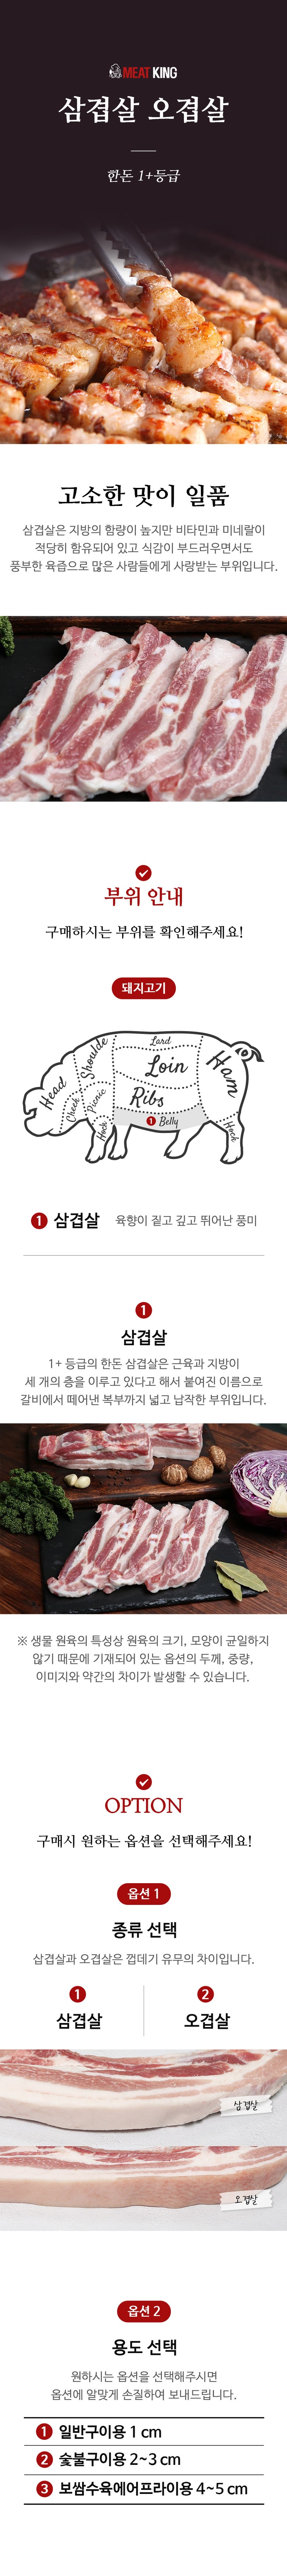 MEAT KING
삼겹살 오겹살
한돈 1+등급
고소한 맛이 일품
삼겹살은 지방의 함량이 높지만 비타민과 미네랄이
적당히 함유되어 있고 식감이 부드러우면서도
풍부한 육즙으로 많은 사람들에게 사랑받는 부위입니다.
부위 안내
구매하시는 부위를 확인해주세요!
돼지고기
Head
Neck
Shoulde
Picnic
Hock
Lard
Loin
Ribs
1 Belly
Ham
Hock
1 삼겹살 육향이 짙고 깊고 뛰어난 풍미
1
삼겹살
1+ 등급의 한돈 삼겹살은 근육과 지방이
세 개의 층을 이루고 있다고 해서 붙여진 이름으로
갈비에서 떼어낸 복부까지 넓고 납작한 부위입니다.
※ 생물 원육의 특성상 원육의 크기, 모양이 균일하지
않기 때문에 기재되어 있는 옵션의 두께, 중량,
이미지와 약간의 차이가 발생할 수 있습니다.
OPTION
구매시 원하는 옵션을 선택해주세요!
옵션 1
종류 선택
삽겹살과 오겹살은 껍데기 유무의 차이입니다.
1 2
삼겹살 오겹살
삼겹살
오겹살
옵션 2
용도 선택
원하시는 옵션을 선택해주시면
옵션에 알맞게 손질하여 보내드립니다.
1 일반구이용 1 cm
2 숯불구이용 2~3 cm
3 보쌈수육에어프라이용 4~5 cm